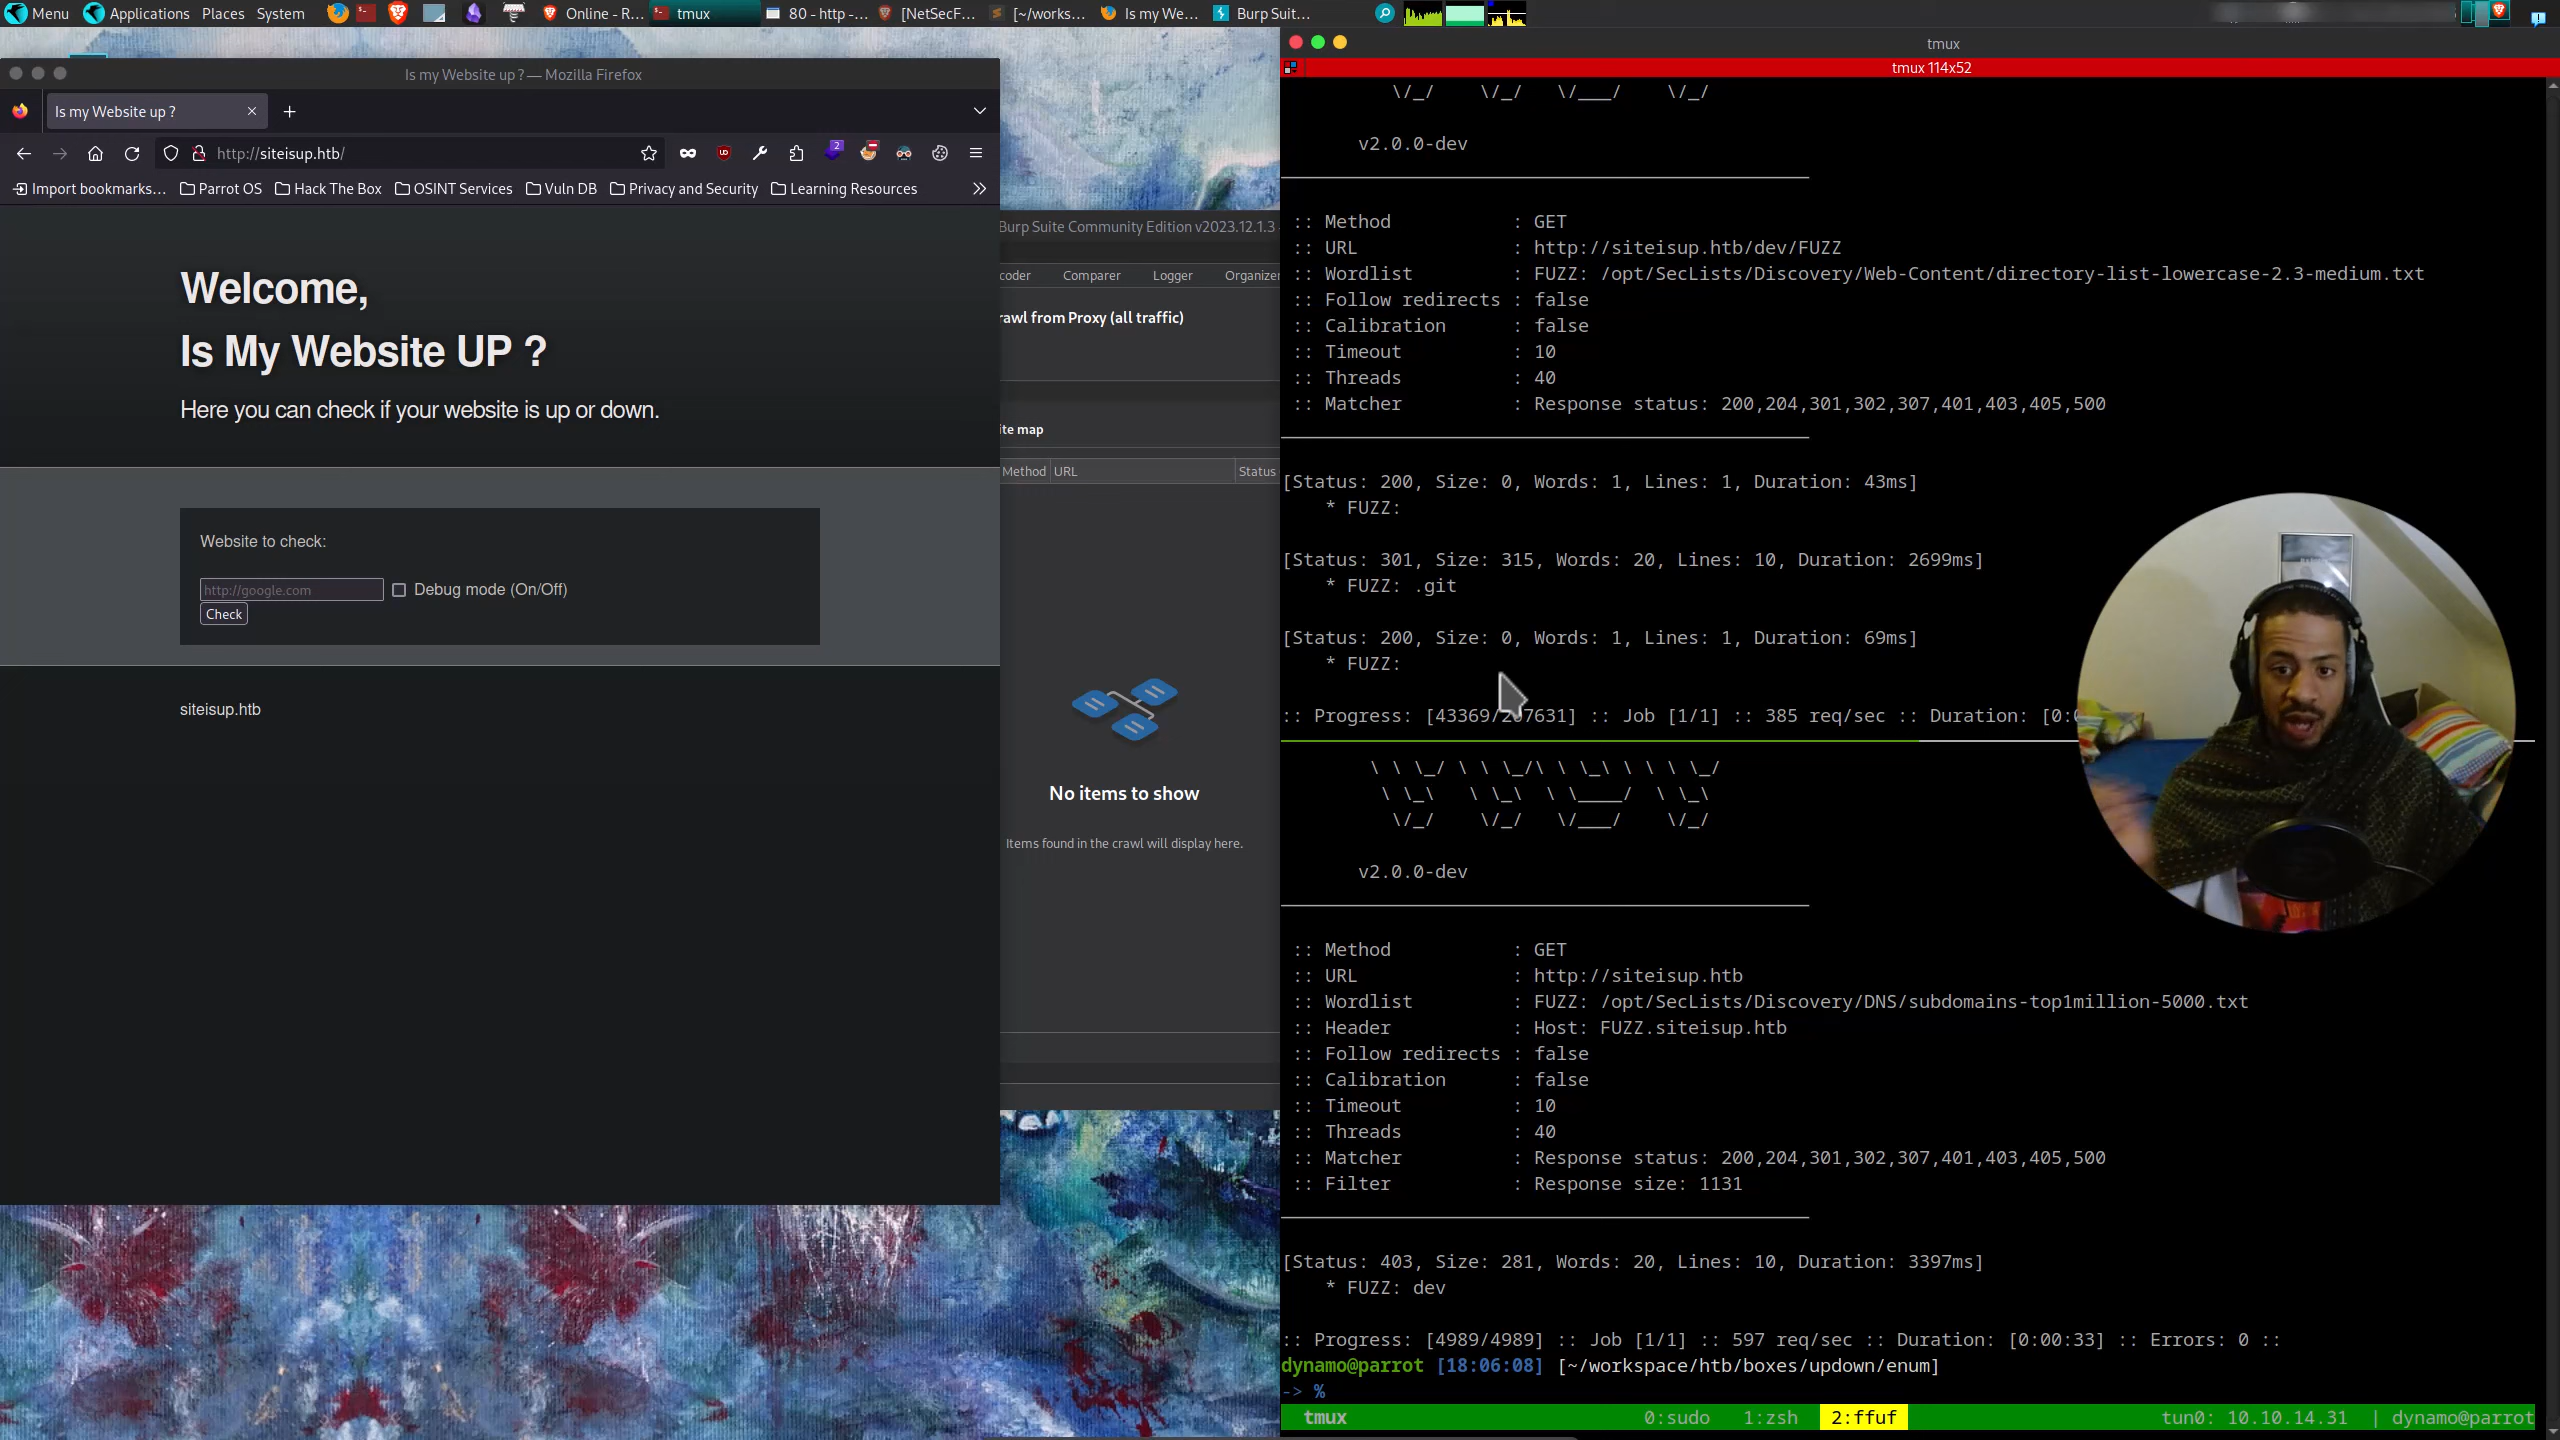 Menu Applications Places System Online - R... tmux 80 - http -... [NetSecF... [~/works... Is my We... Burp Suit...
Is my Website up ? — Mozilla Firefox
Is my Website up ?
http://siteisup.htb/
2
Import bookmarks... Parrot OS Hack The Box OSINT Services Vuln DB Privacy and Security Learning Resources
Welcome,
Is My Website UP ?
Here you can check if your website is up or down.
Website to check:
http://google.com Debug mode (On/Off)
Check
siteisup.htb
Burp Suite Community Edition v2023.12.1.3
coder Comparer Logger Organizer
rawl from Proxy (all traffic)
ite map
Method URL Status
No items to show
Items found in the crawl will display here.
tmux
tmux 114x52
\/_/ \/_/ \/___/ \/_/
v2.0.0-dev
:: Method : GET
:: URL : http://siteisup.htb/dev/FUZZ
:: Wordlist : FUZZ: /opt/SecLists/Discovery/Web-Content/directory-list-lowercase-2.3-medium.txt
:: Follow redirects : false
:: Calibration : false
:: Timeout : 10
:: Threads : 40
:: Matcher : Response status: 200,204,301,302,307,401,403,405,500
[Status: 200, Size: 0, Words: 1, Lines: 1, Duration: 43ms]
* FUZZ:
[Status: 301, Size: 315, Words: 20, Lines: 10, Duration: 2699ms]
* FUZZ: .git
[Status: 200, Size: 0, Words: 1, Lines: 1, Duration: 69ms]
* FUZZ:
:: Progress: [43369/207631] :: Job [1/1] :: 385 req/sec :: Duration: [0:
\ \ \_/ \ \ \_/\ \ \_\ \ \ \ \_/
\ \_\ \ \_\ \ \____/ \ \_\
\/_/ \/_/ \/___/ \/_/
v2.0.0-dev
:: Method : GET
:: URL : http://siteisup.htb
:: Wordlist : FUZZ: /opt/SecLists/Discovery/DNS/subdomains-top1million-5000.txt
:: Header : Host: FUZZ.siteisup.htb
:: Follow redirects : false
:: Calibration : false
:: Timeout : 10
:: Threads : 40
:: Matcher : Response status: 200,204,301,302,307,401,403,405,500
:: Filter : Response size: 1131
[Status: 403, Size: 281, Words: 20, Lines: 10, Duration: 3397ms]
* FUZZ: dev
:: Progress: [4989/4989] :: Job [1/1] :: 597 req/sec :: Duration: [0:00:33] :: Errors: 0 ::
dynamo@parrot [18:06:08] [~/workspace/htb/boxes/updown/enum]
-> %
tmux 0:sudo 1:zsh 2:ffuf tun0: 10.10.14.31 | dynamo@parrot